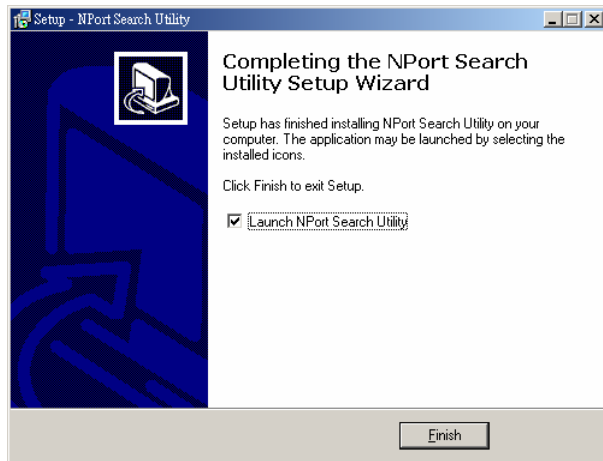 Setup - NPort Search Utility
Completing the NPort Search
Utility Setup Wizard
Setup has finished installing NPort Search Utility on your
computer. The application may be launched by selecting the
installed icons.
Click Finish to exit Setup.
Launch NPort Search Utility
Finish